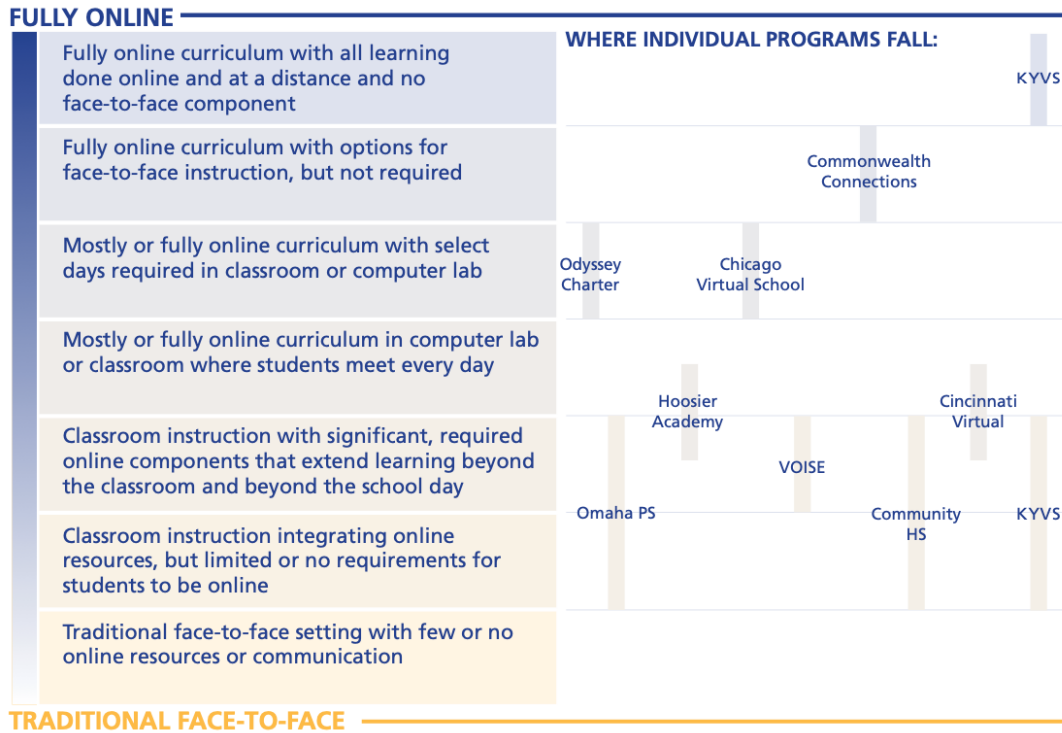 FULLY ONLINE
Fully online curriculum with all learning
done online and at a distance and no
face-to-face component
Fully online curriculum with options for
face-to-face instruction, but not required
Mostly or fully online curriculum with select
days required in classroom or computer lab
Mostly or fully online curriculum in computer lab
or classroom where students meet every day
Classroom instruction with significant, required
online components that extend learning beyond
the classroom and beyond the school day
Classroom instruction integrating online
resources, but limited or no requirements for
students to be online
Traditional face-to-face setting with few or no
online resources or communication
WHERE INDIVIDUAL PROGRAMS FALL:
KYVS
Commonwealth
Connections
Odyssey
Charter
Chicago
Virtual School
Hoosier
Academy
Cincinnati
Virtual
VOISE
Omaha PS
Community
HS
KYVS
TRADITIONAL FACE-TO-FACE